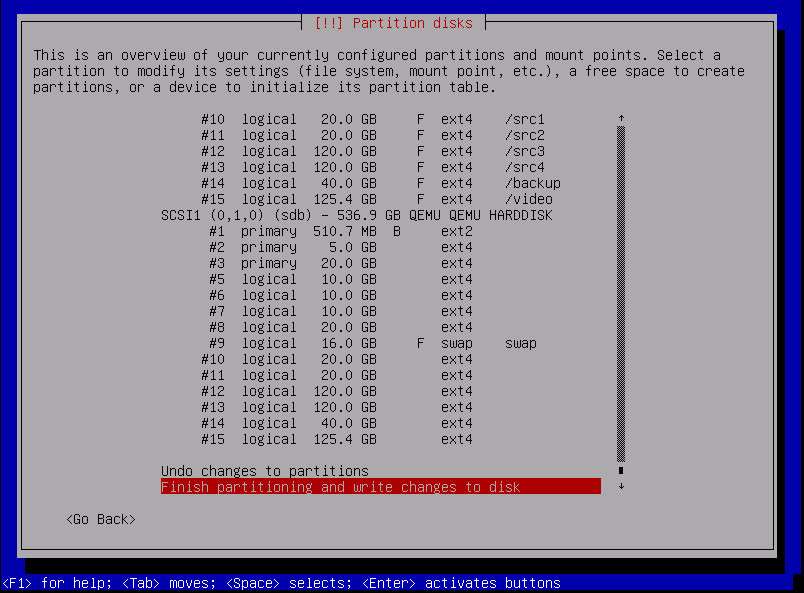 [!!] Partition disks
This is an overview of your currently configured partitions and mount points. Select a
partition to modify its settings (file system, mount point, etc.), a free space to create
partitions, or a device to initialize its partition table.
#10 logical 20.0 GB F ext4 /src1
#11 logical 20.0 GB F ext4 /src2
#12 logical 120.0 GB F ext4 /src3
#13 logical 120.0 GB F ext4 /src4
#14 logical 40.0 GB F ext4 /backup
#15 logical 125.4 GB F ext4 /video
SCSI1 (0,1,0) (sdb) - 536.9 GB QEMU QEMU HARDDISK
#1 primary 510.7 MB B ext2
#2 primary 5.0 GB ext4
#3 primary 20.0 GB ext4
#5 logical 10.0 GB ext4
#6 logical 10.0 GB ext4
#7 logical 10.0 GB ext4
#8 logical 20.0 GB ext4
#9 logical 16.0 GB F swap swap
#10 logical 20.0 GB ext4
#11 logical 20.0 GB ext4
#12 logical 120.0 GB ext4
#13 logical 120.0 GB ext4
#14 logical 40.0 GB ext4
#15 logical 125.4 GB ext4
Undo changes to partitions
Finish partitioning and write changes to disk
<Go Back>
<F1> for help; <Tab> moves; <Space> selects; <Enter> activates buttons